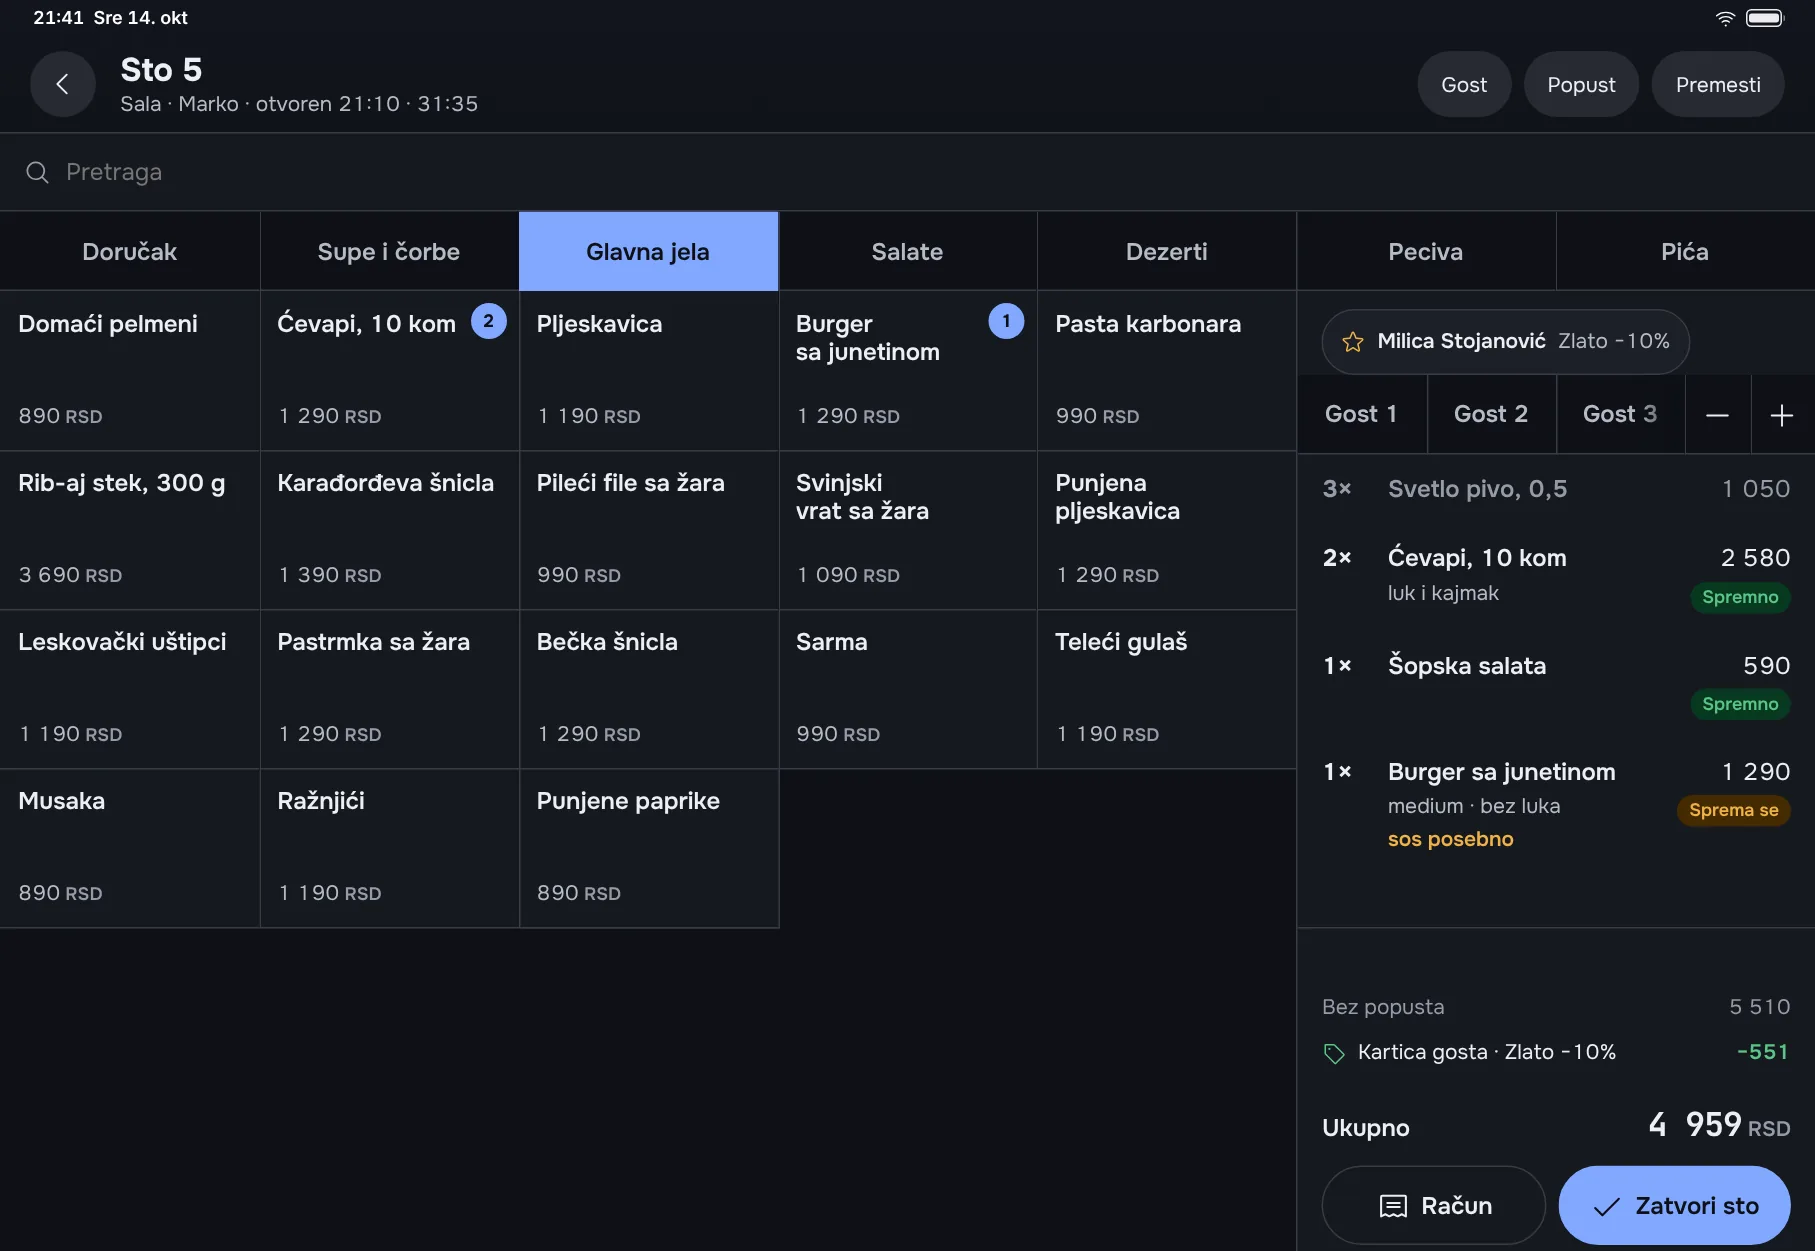 21:41 Sre 14. okt
Sto 5
Sala · Marko · otvoren 21:10 · 31:35
Gost
Popust
Premesti
Pretraga
Doručak
Supe i čorbe
Glavna jela
Salate
Dezerti
Peciva
Pića
Domaći pelmeni
890 RSD
Ćevapi, 10 kom
2
1 290 RSD
Pljeskavica
1 190 RSD
Burger
sa junetinom
1
1 290 RSD
Pasta karbonara
990 RSD
Rib-aj stek, 300 g
3 690 RSD
Karađorđeva šnicla
1 390 RSD
Pileći file sa žara
990 RSD
Svinjski
vrat sa žara
1 090 RSD
Punjena
pljeskavica
1 290 RSD
Leskovački uštipci
1 190 RSD
Pastrmka sa žara
1 290 RSD
Bečka šnicla
1 290 RSD
Sarma
990 RSD
Teleći gulaš
1 190 RSD
Musaka
890 RSD
Ražnjići
1 190 RSD
Punjene paprike
890 RSD
Milica Stojanović Zlato −10%
Gost 1
Gost 2
Gost 3
3× Svetlo pivo, 0,5 1 050
2× Ćevapi, 10 kom 2 580
luk i kajmak
Spremno
1× Šopska salata 590
Spremno
1× Burger sa junetinom 1 290
medium · bez luka
Sprema se
sos posebno
Bez popusta 5 510
Kartica gosta · Zlato −10% −551
Ukupno 4 959 RSD
Račun
Zatvori sto